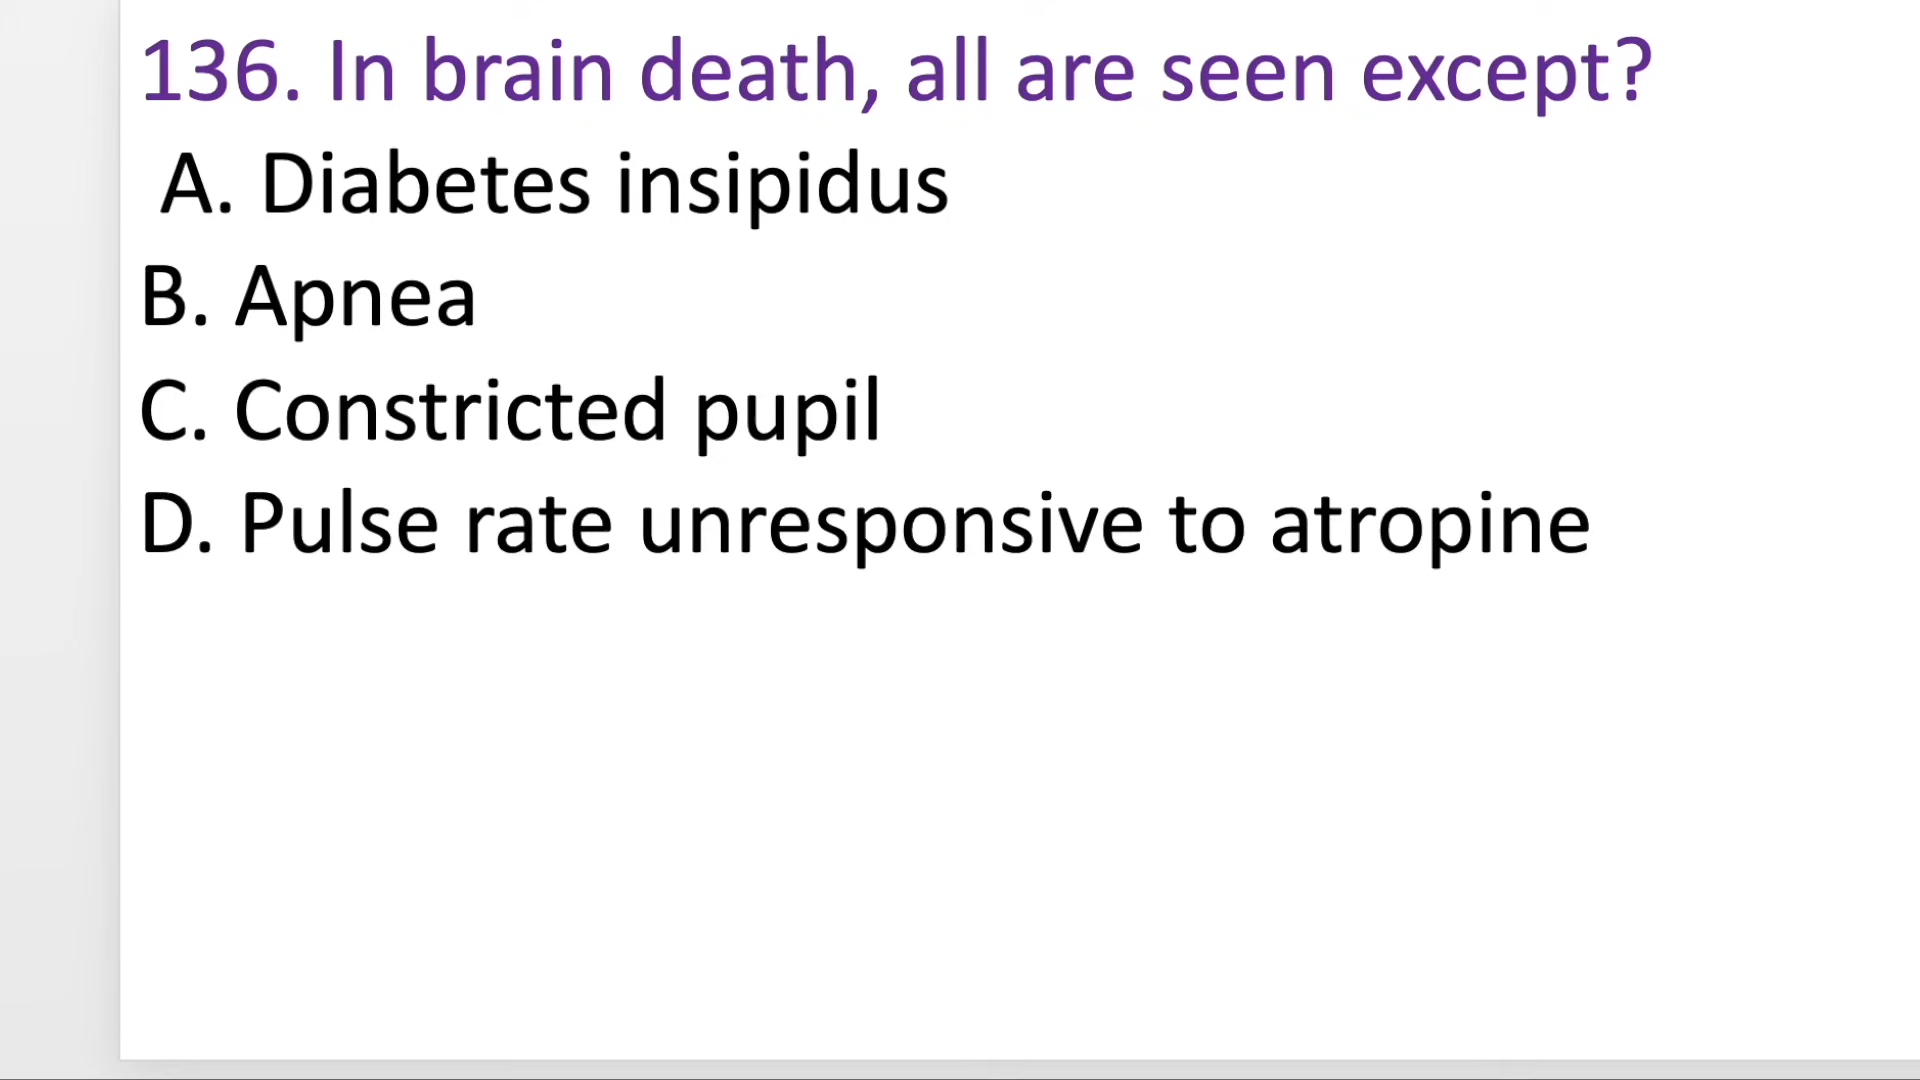 136. In brain death, all are seen except?
A. Diabetes insipidus
B. Apnea
C. Constricted pupil
D. Pulse rate unresponsive to atropine